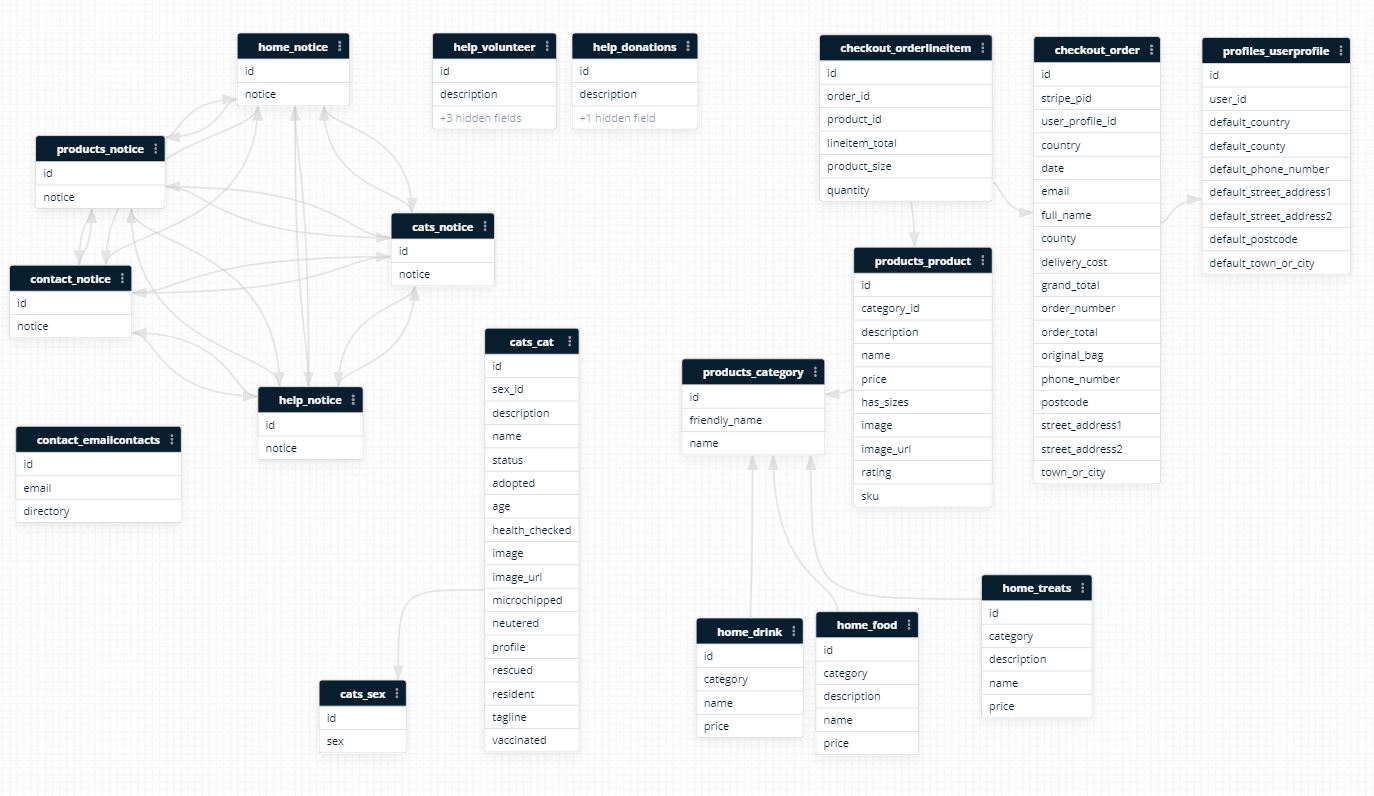 home_notice
id
notice
help_volunteer
id
description
+3 hidden fields
help_donations
id
description
+1 hidden field
checkout_orderlineitem
id
order_id
product_id
lineitem_total
product_size
quantity
checkout_order
id
stripe_pid
user_profile_id
country
date
email
full_name
county
delivery_cost
grand_total
order_number
order_total
original_bag
phone_number
postcode
street_address1
street_address2
town_or_city
profiles_userprofile
id
user_id
default_country
default_county
default_phone_number
default_street_address1
default_street_address2
default_postcode
default_town_or_city
products_notice
id
notice
cats_notice
id
notice
products_product
id
category_id
description
name
price
has_sizes
image
image_url
rating
sku
contact_notice
id
notice
cats_cat
id
sex_id
description
name
status
adopted
age
health_checked
image
image_url
microchipped
neutered
profile
rescued
resident
tagline
vaccinated
products_category
id
friendly_name
name
help_notice
id
notice
contact_emailcontacts
id
email
directory
home_treats
id
category
description
name
price
home_drink
id
category
name
price
home_food
id
category
description
name
price
cats_sex
id
sex